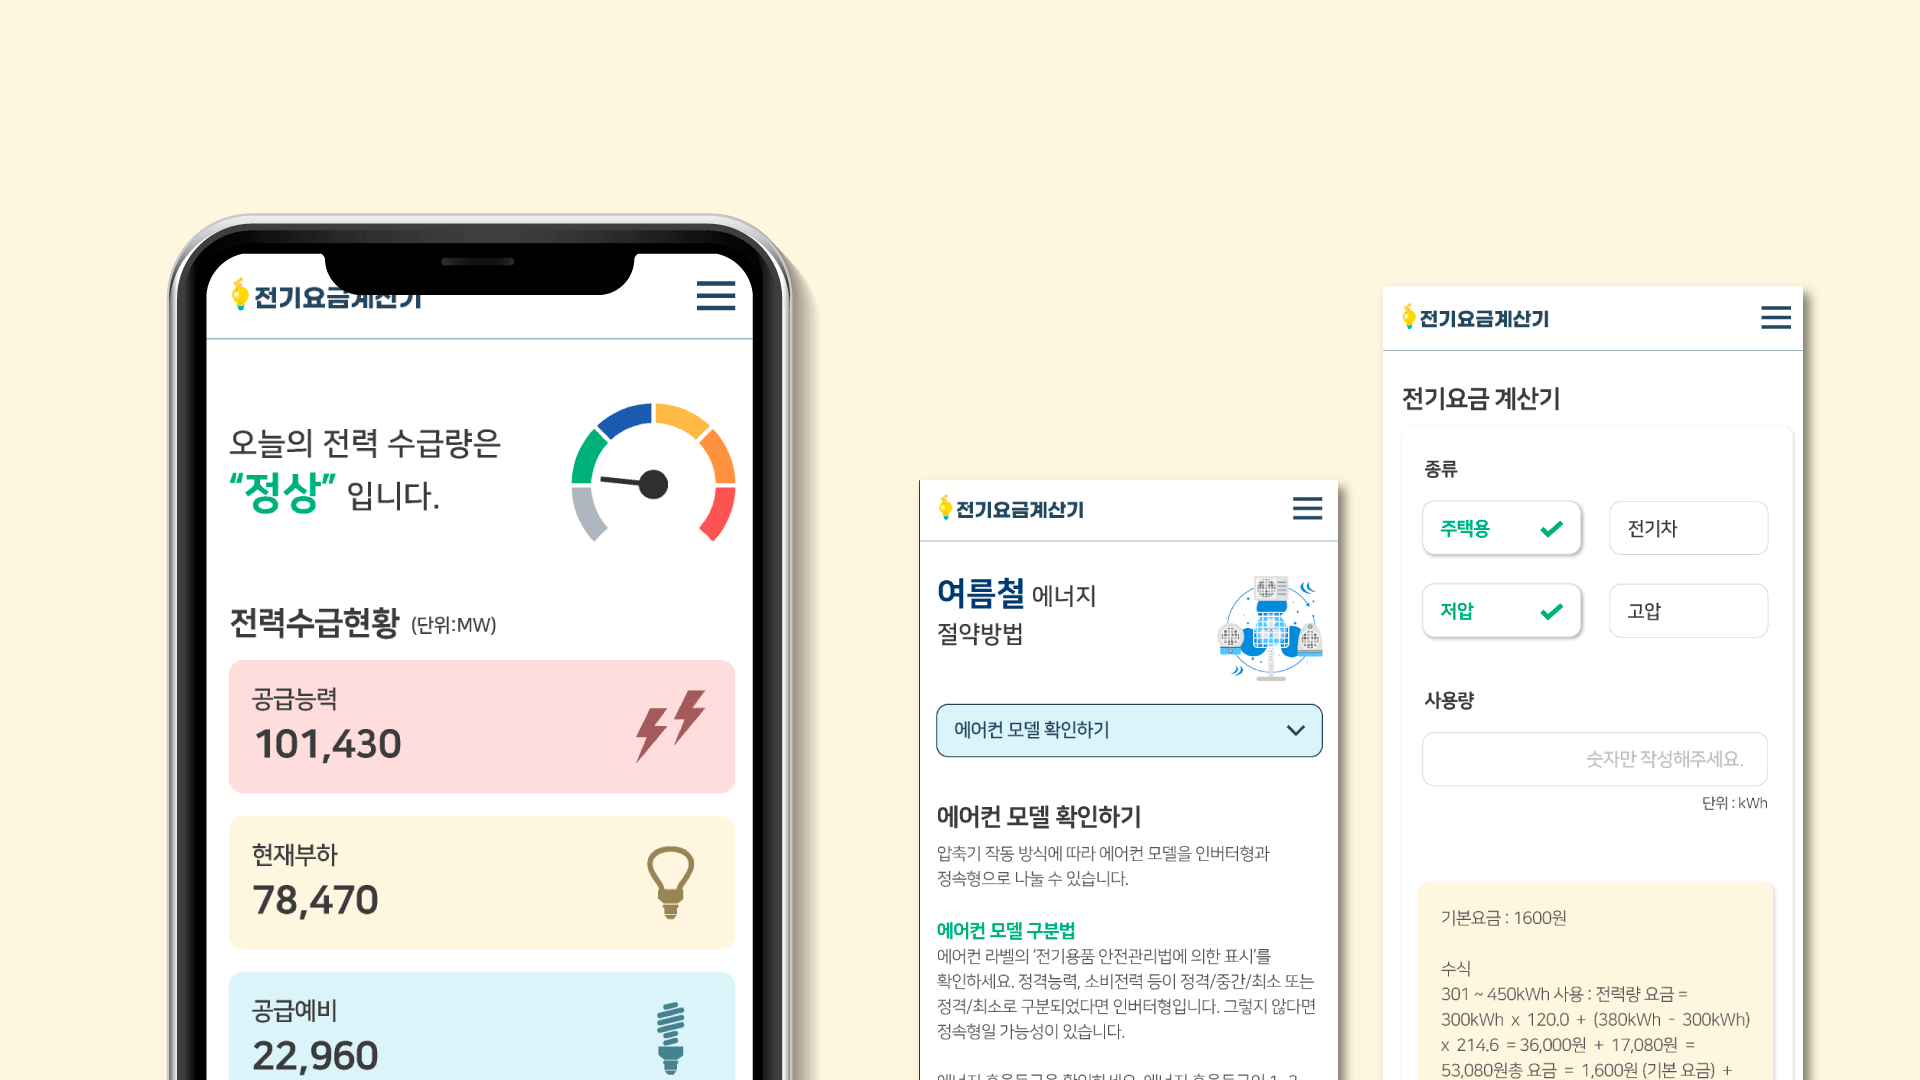 전기요금계산기
오늘의 전력 수급량은
“정상” 입니다.
전력수급현황 (단위:MW)
공급능력
101,430
현재부하
78,470
공급예비
22,960
전기요금계산기
여름철 에너지
절약방법
에어컨 모델 확인하기
에어컨 모델 확인하기
압축기 작동 방식에 따라 에어컨 모델을 인버터형과
정속형으로 나눌 수 있습니다.
에어컨 모델 구분법
에어컨 라벨의 ‘전기용품 안전관리법에 의한 표시’를
확인하세요. 정격능력, 소비전력 등이 정격/중간/최소 또는
정격/최소로 구분되었다면 인버터형입니다. 그렇지 않다면
정속형일 가능성이 있습니다.
전기요금계산기
전기요금 계산기
종류
주택용
전기차
저압
고압
사용량
숫자만 작성해주세요.
단위 : kWh
기본요금 : 1600원
수식
301 ~ 450kWh 사용 : 전력량 요금 =
300kWh x 120.0 + (380kWh - 300kWh)
x 214.6 = 36,000원 + 17,080원 =
53,080원총 요금 = 1,600원 (기본 요금) +